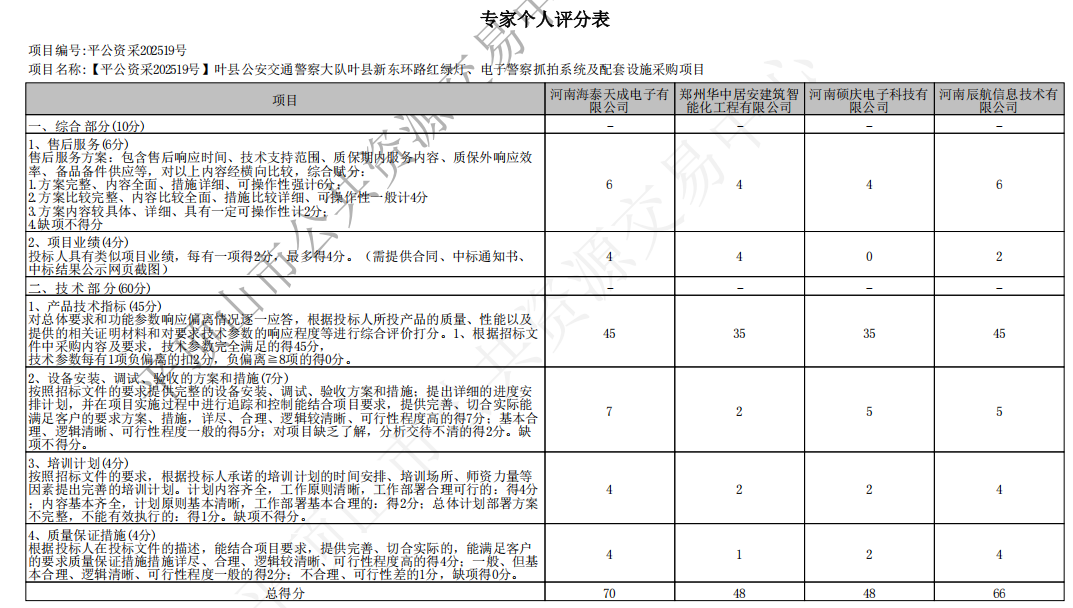 专家个人评分表
项目编号:平公资采202519号
项目名称:【平公资采202519号】叶县公安交通警察大队叶县新东环路红绿灯、电子警察抓拍系统及配套设施采购项目
项目
河南海泰天成电子有
限公司
郑州华中居安建筑智
能化工程有限公司
河南硕庆电子科技有
限公司
河南辰航信息技术有
限公司
一、综合部分(10分)
– – – –
1、售后服务(6分)
售后服务方案：包含售后响应时间、技术支持范围、质保期内服务内容、质保外响应效
率、备品备件供应等，对以上内容经横向比较，综合赋分：
1.方案完整、内容全面、措施详细、可操作性强计6分；
2.方案比较完整、内容比较全面、措施比较详细、可操作性一般计4分
3.方案内容较具体、详细、具有一定可操作性计2分；
4.缺项不得分
6 4 4 6
2、项目业绩(4分)
投标人具有类似项目业绩，每有一项得2分，最多得4分。（需提供合同、中标通知书、
中标结果公示网页截图）
4 4 0 2
二、技术部分(60分)
– – – –
1、产品技术指标(45分)
对总体要求和功能参数响应偏离情况逐一应答，根据投标人所投产品的质量、性能以及
提供的相关证明材料和对要求技术参数的响应程度等进行综合评价打分。1、根据招标文
件中采购内容及要求，技术参数完全满足的得45分，
技术参数每有1项负偏离的扣2分，负偏离≧8项的得0分。
45 35 35 45
2、设备安装、调试、验收的方案和措施(7分)
按照招标文件的要求提供完整的设备安装、调试、验收方案和措施；提出详细的进度安
排计划，并在项目实施过程中进行追踪和控制能结合项目要求，提供完善、切合实际能
满足客户的要求方案、措施，详尽、合理、逻辑较清晰、可行性程度高的得7分；基本合
理、逻辑清晰、可行性程度一般的得5分；对项目缺乏了解，分析交待不清的得2分。缺
项不得分。
7 2 5 5
3、培训计划(4分)
按照招标文件的要求，根据投标人承诺的培训计划的时间安排、培训场所、师资力量等
因素提出完善的培训计划。计划内容齐全，工作原则清晰，工作部署合理可行的：得4分
；内容基本齐全，计划原则基本清晰，工作部署基本合理的：得2分；总体计划部署方案
不完整，不能有效执行的：得1分。缺项不得分。
4 2 2 4
4、质量保证措施(4分)
根据投标人在投标文件的描述，能结合项目要求，提供完善、切合实际的，能满足客户
的要求质量保证措施措施详尽、合理、逻辑较清晰、可行性程度高的得4分；一般、但基
本合理、逻辑清晰、可行性程度一般的得2分；不合理、可行性差的1分，缺项得0分。
4 1 2 4
总得分
70 48 48 66